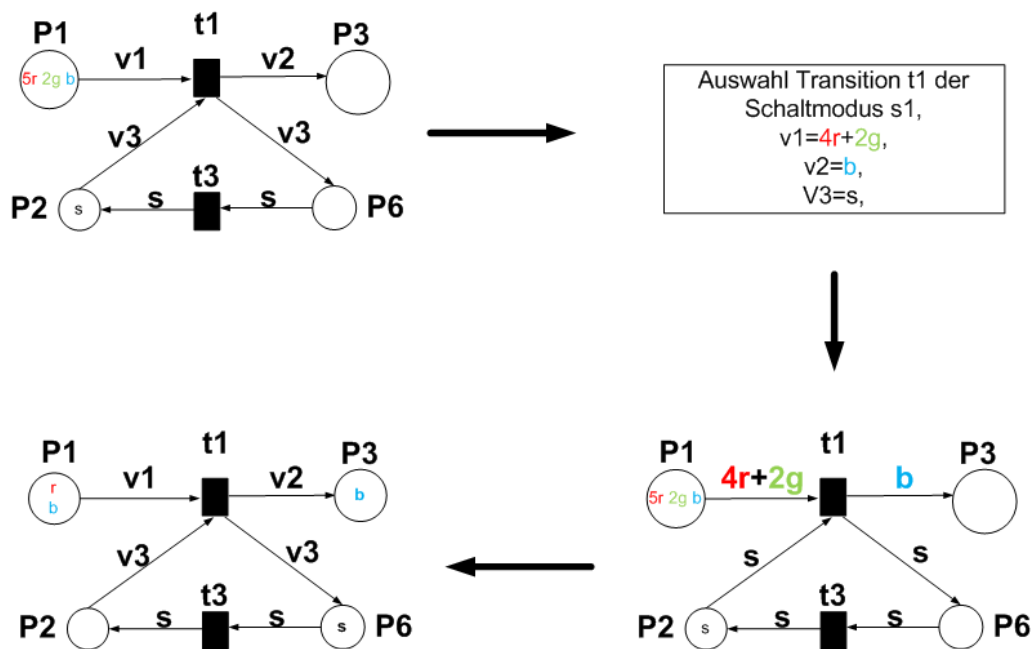 P1 t1 P3
v1 v2
5r 2g b
v3 v3
t3
P2 s s s P6
Auswahl Transition t1 der
Schaltmodus s1,
v1=4r+2g,
v2=b,
V3=s,
P1 t1 P3
4r+2g b
5r 2g b
s s
t3
P2 s s s P6
P1 t1 P3
v1 v2
r
b
b
v3 v3
t3
P2 s s s P6